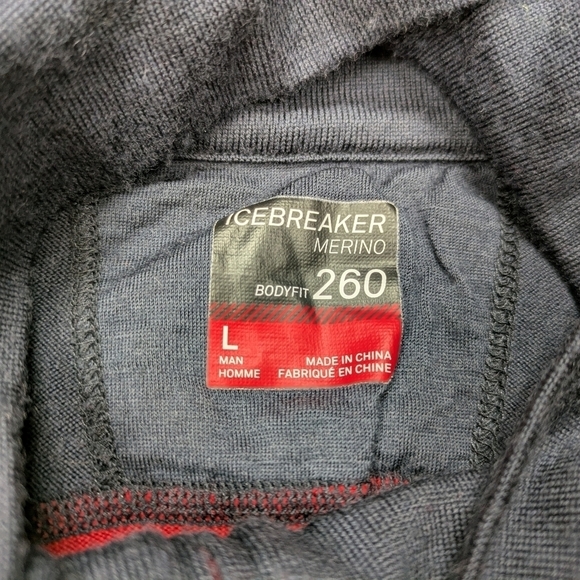 ICEBREAKER
MERINO
BODYFIT 260
L
MAN
HOMME
MADE IN CHINA
FABRIQUÉ EN CHINE